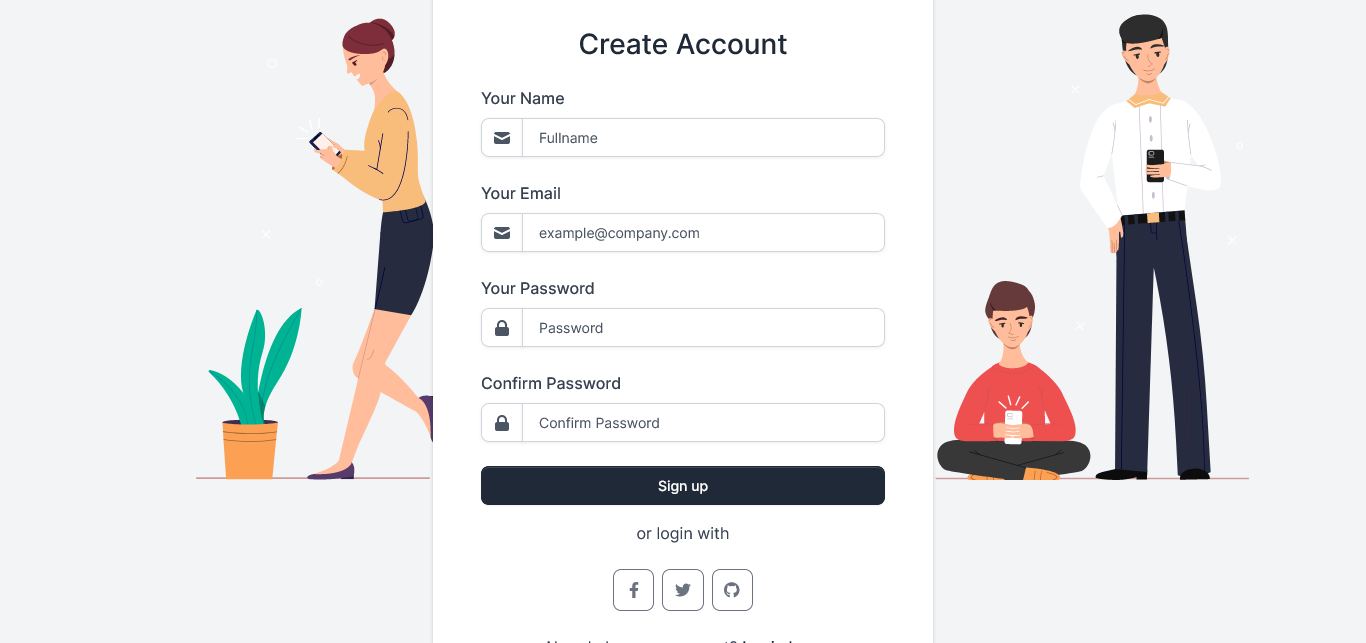 Create Account
Your Name
Fullname
Your Email
example@company.com
Your Password
Password
Confirm Password
Confirm Password
Sign up
or login with